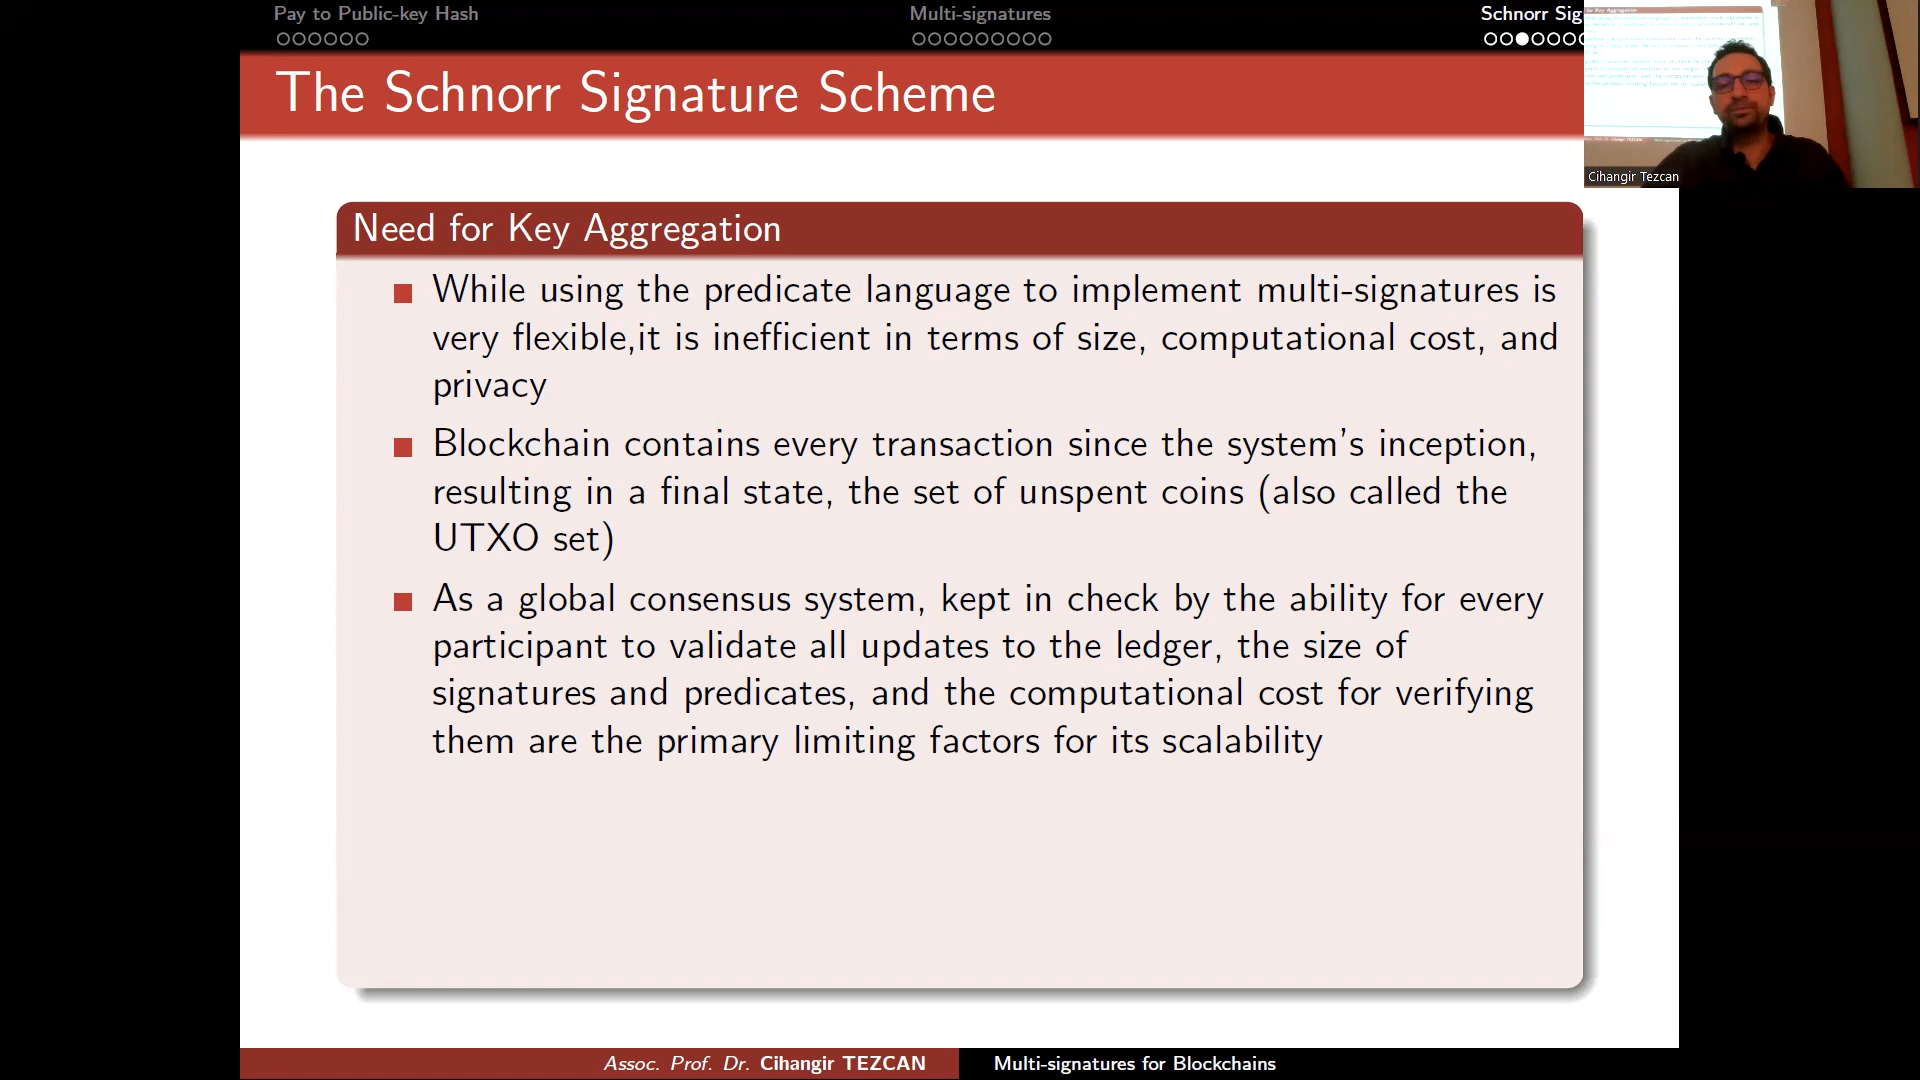 Pay to Public-key Hash
Multi-signatures
Schnorr Sig
The Schnorr Signature Scheme
Cihangir Tezcan
Need for Key Aggregation
While using the predicate language to implement multi-signatures is
very flexible,it is inefficient in terms of size, computational cost, and
privacy
Blockchain contains every transaction since the system's inception,
resulting in a final state, the set of unspent coins (also called the
UTXO set)
As a global consensus system, kept in check by the ability for every
participant to validate all updates to the ledger, the size of
signatures and predicates, and the computational cost for verifying
them are the primary limiting factors for its scalability
Assoc. Prof. Dr. Cihangir TEZCAN
Multi-signatures for Blockchains